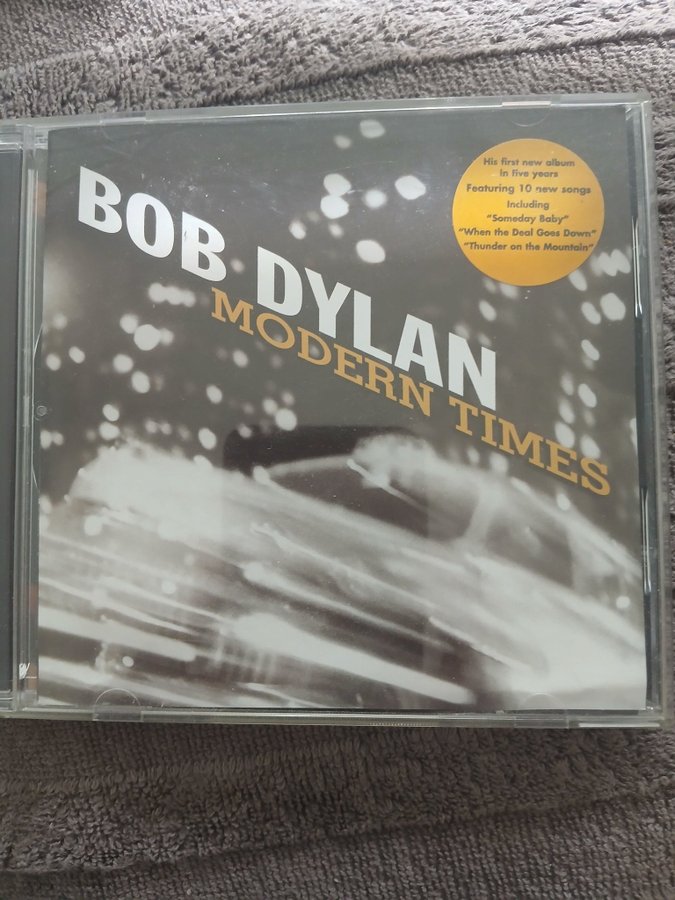 BOB DYLAN
MODERN TIMES
His first new album
in five years
Featuring 10 new songs
Including
"Someday Baby"
"When the Deal Goes Down"
"Thunder on the Mountain"